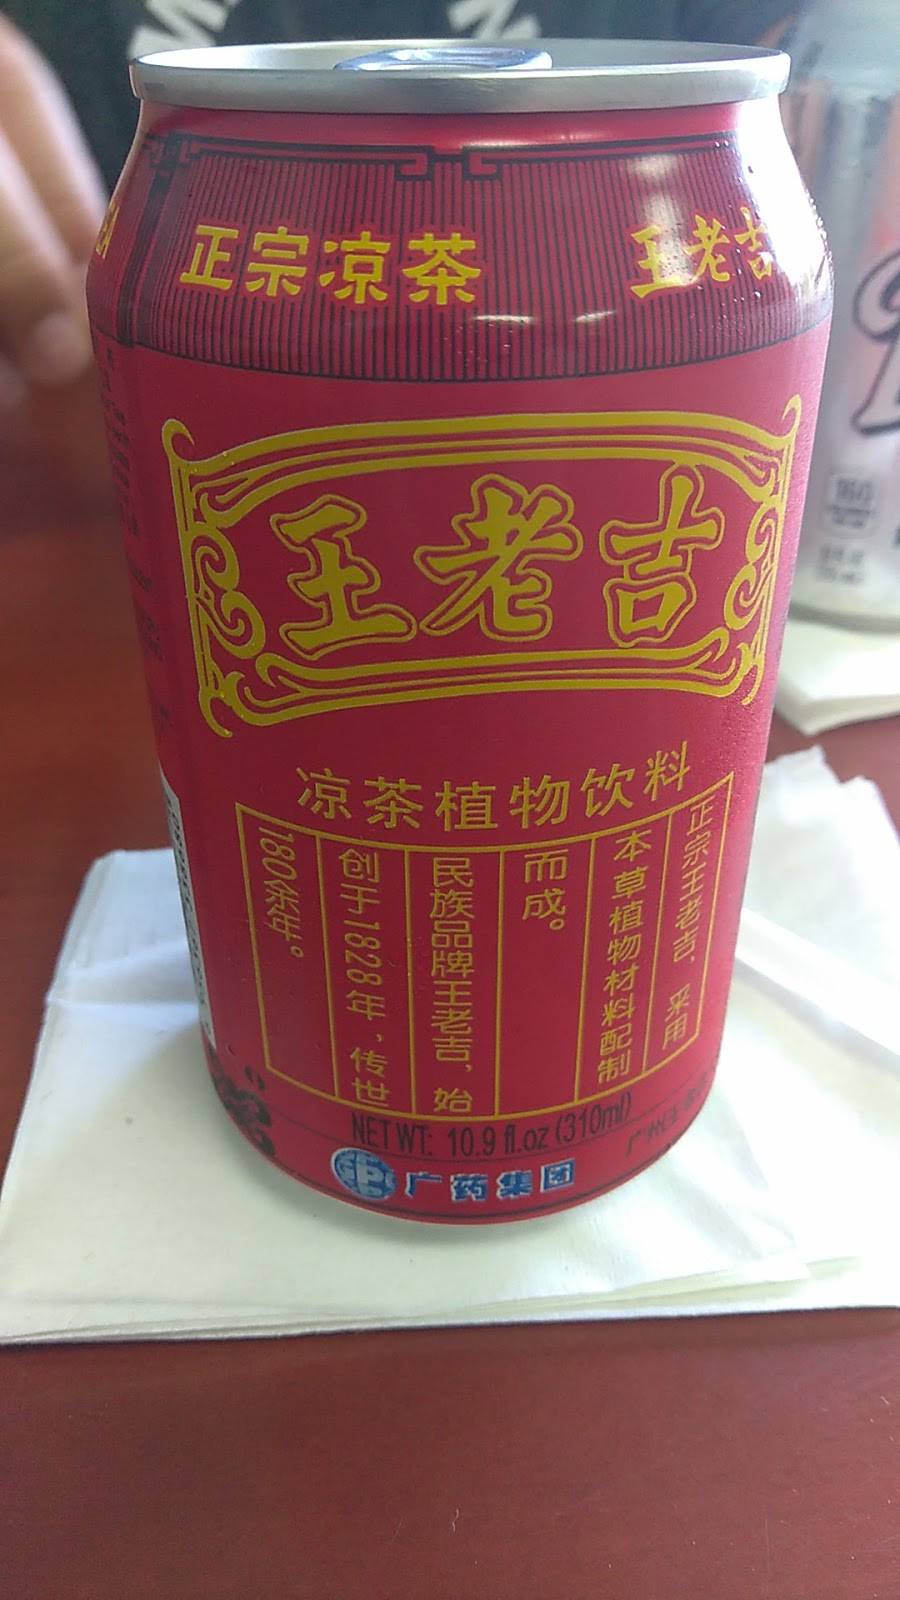 正宗凉茶
王老吉
王老吉
凉茶植物饮料
正宗王老吉，采用
本草植物材料配制
而成。
民族品牌王老吉，始
创于1828年，传世
180余年。
NET WT: 10.9 fl.oz (310ml)
广药集团
160